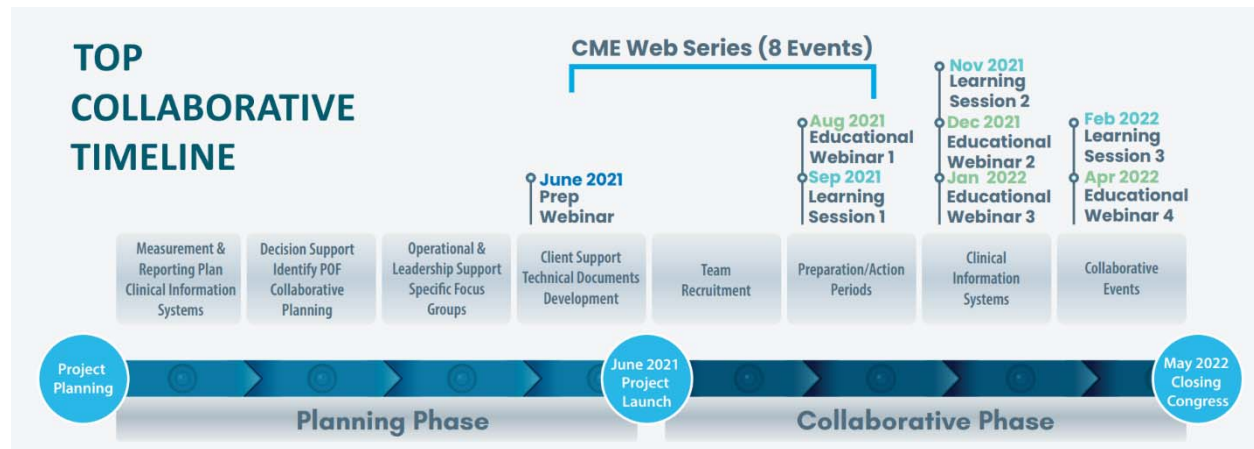 TOP
COLLABORATIVE
TIMELINE
CME Web Series (8 Events)
June 2021
Prep
Webinar
Aug 2021
Educational
Webinar 1
Sep 2021
Learning
Session 1
Nov 2021
Learning
Session 2
Dec 2021
Educational
Webinar 2
Jan 2022
Educational
Webinar 3
Feb 2022
Learning
Session 3
Apr 2022
Educational
Webinar 4
Measurement &
Reporting Plan
Clinical Information
Systems
Decision Support
Identify POF
Collaborative
Planning
Operational &
Leadership Support
Specific Focus
Groups
Client Support
Technical Documents
Development
Team
Recruitment
Preparation/Action
Periods
Clinical
Information
Systems
Collaborative
Events
Project
Planning
June 2021
Project
Launch
May 2022
Closing
Congress
Planning Phase
Collaborative Phase